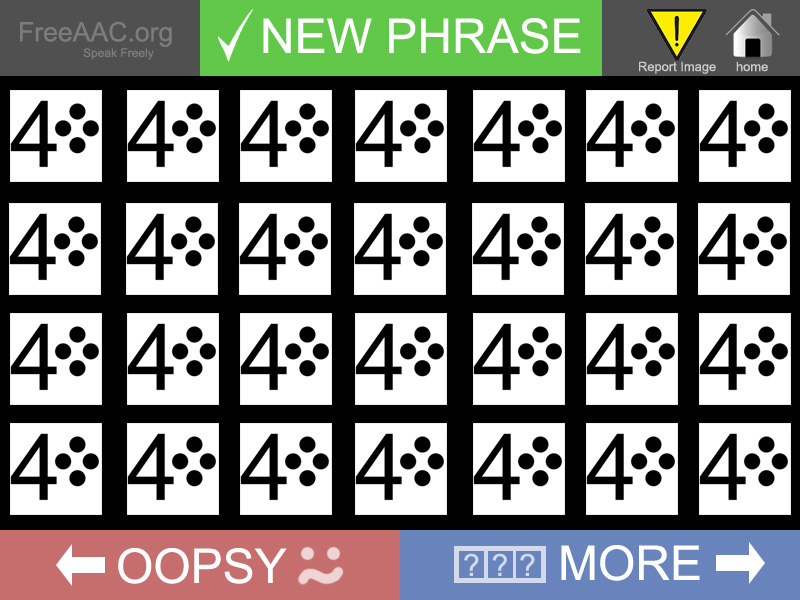 FreeAAC.org
Speak Freely
NEW PHRASE
Report Image
home
4 4 4 4 4 4 4
4 4 4 4 4 4 4
4 4 4 4 4 4 4
4 4 4 4 4 4 4
OOPSY
??? MORE